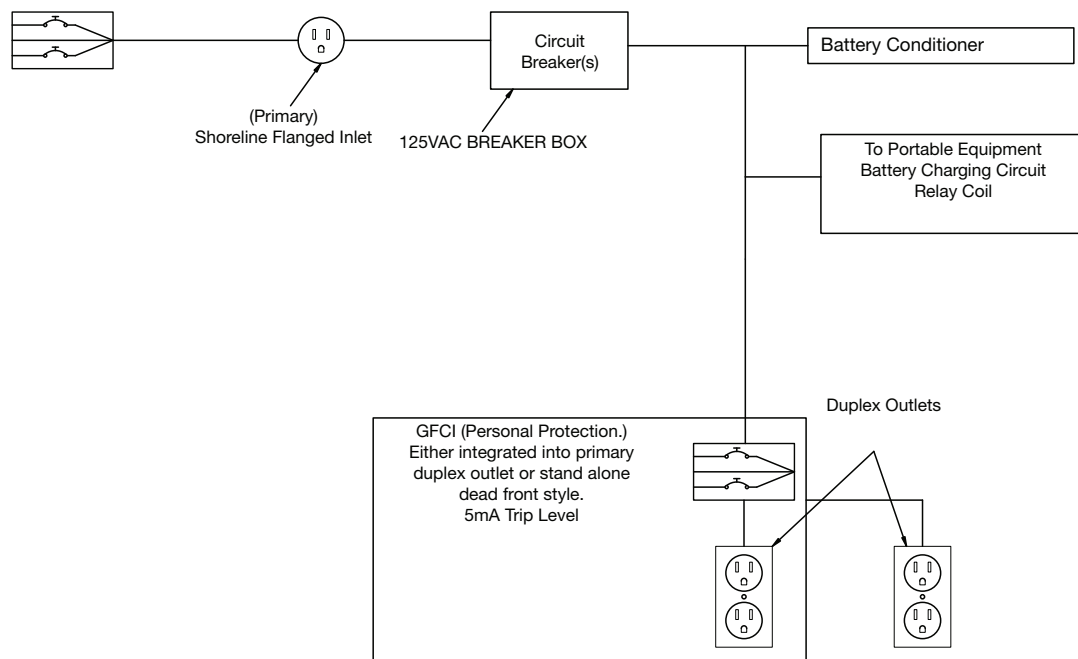 Circuit
Breaker(s)
Battery Conditioner
(Primary)
Shoreline Flanged Inlet
125VAC BREAKER BOX
To Portable Equipment
Battery Charging Circuit
Relay Coil
Duplex Outlets
GFCI (Personal Protection.)
Either integrated into primary
duplex outlet or stand alone
dead front style.
5mA Trip Level